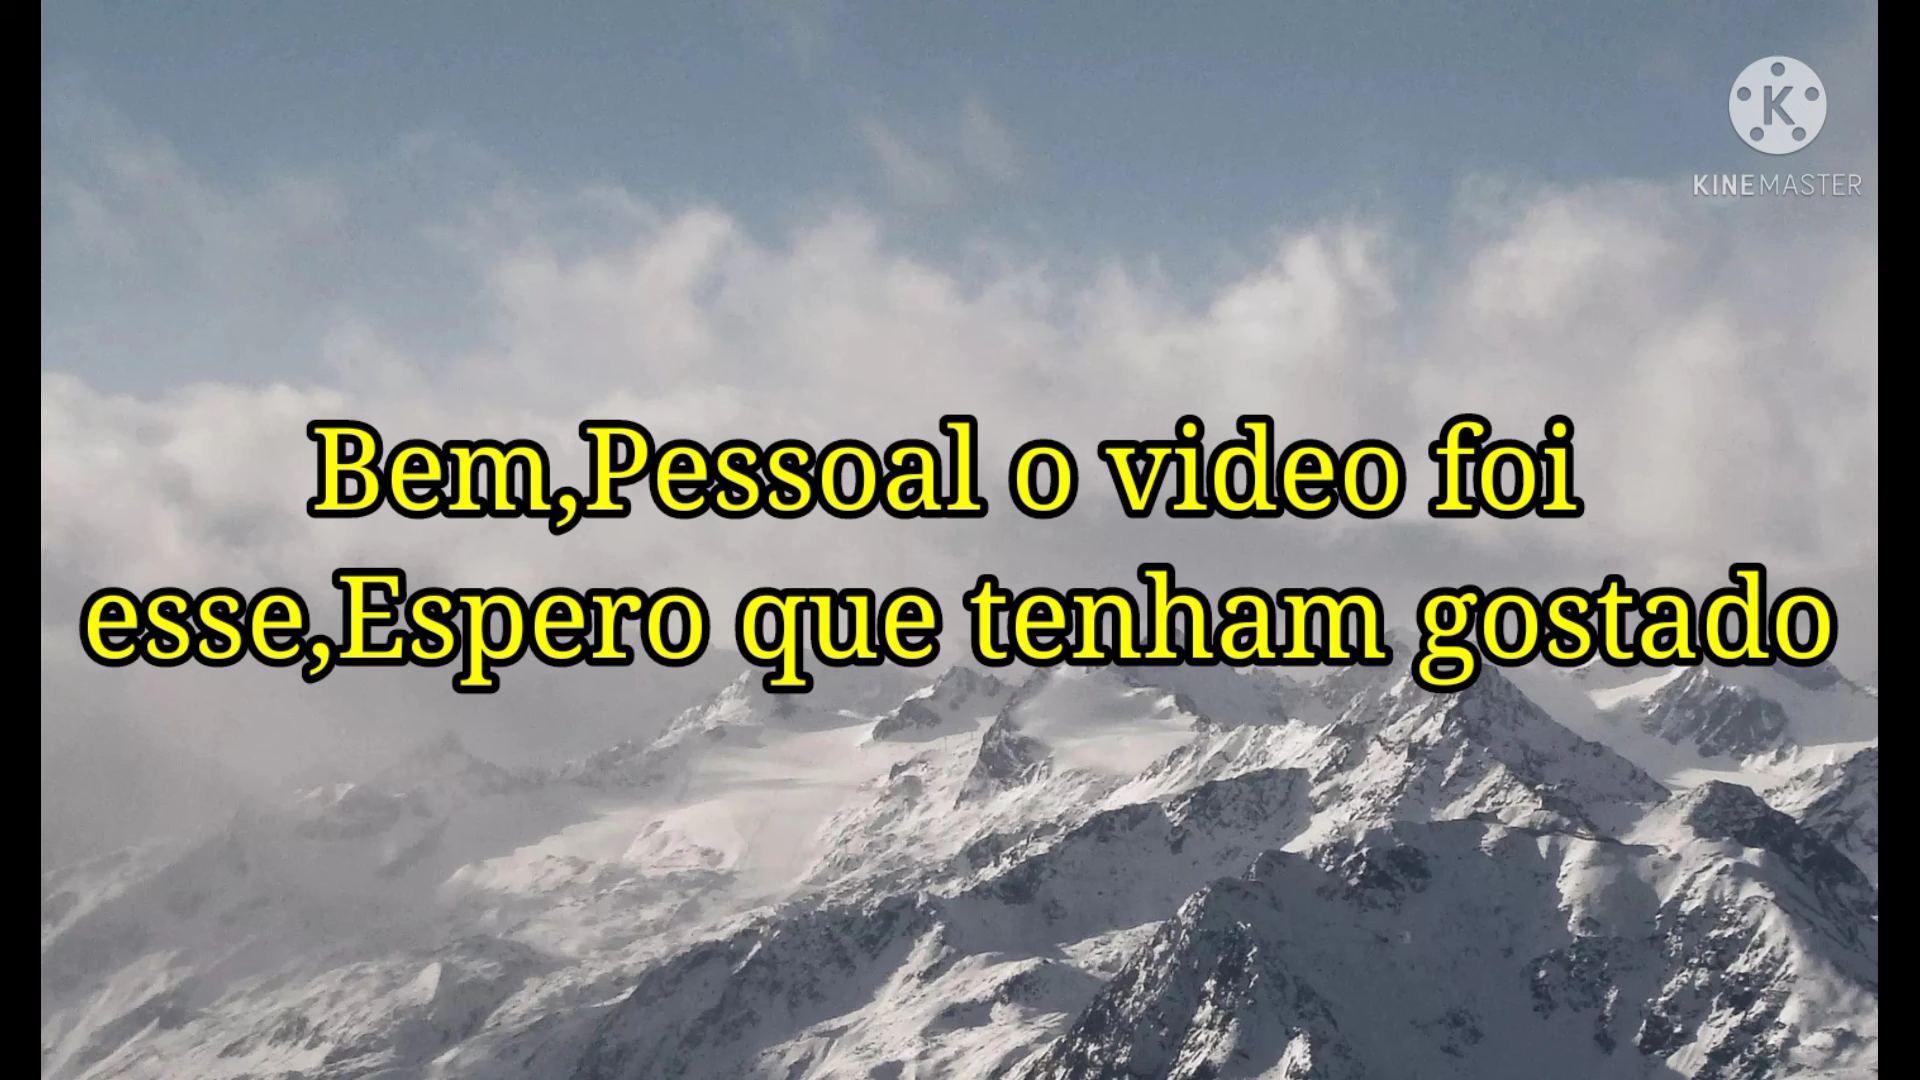 K
KINEMASTER
Bem,Pessoal o video foi
esse,Espero que tenham gostado